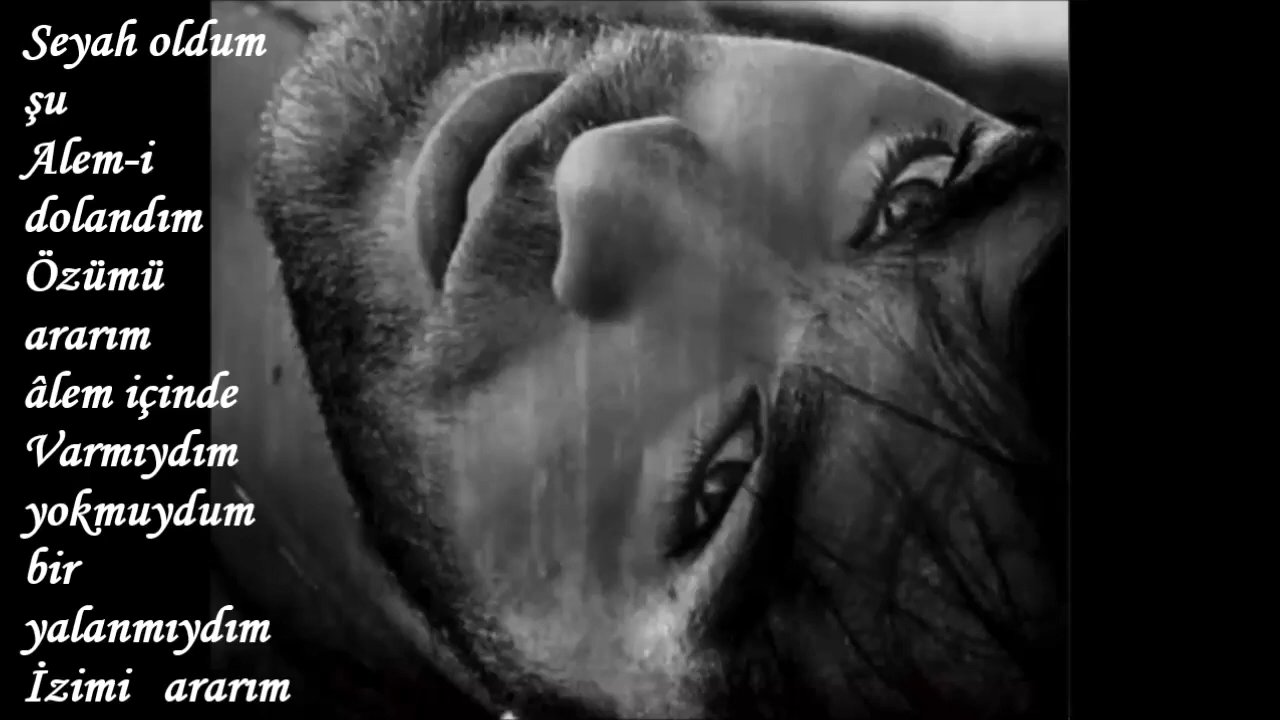 Seyah oldum
şu
Alem-i
dolandım
Özümü
ararım
âlem içinde
Varmıydım
yokmuydum
bir
yalanmıydım
İzimi ararım